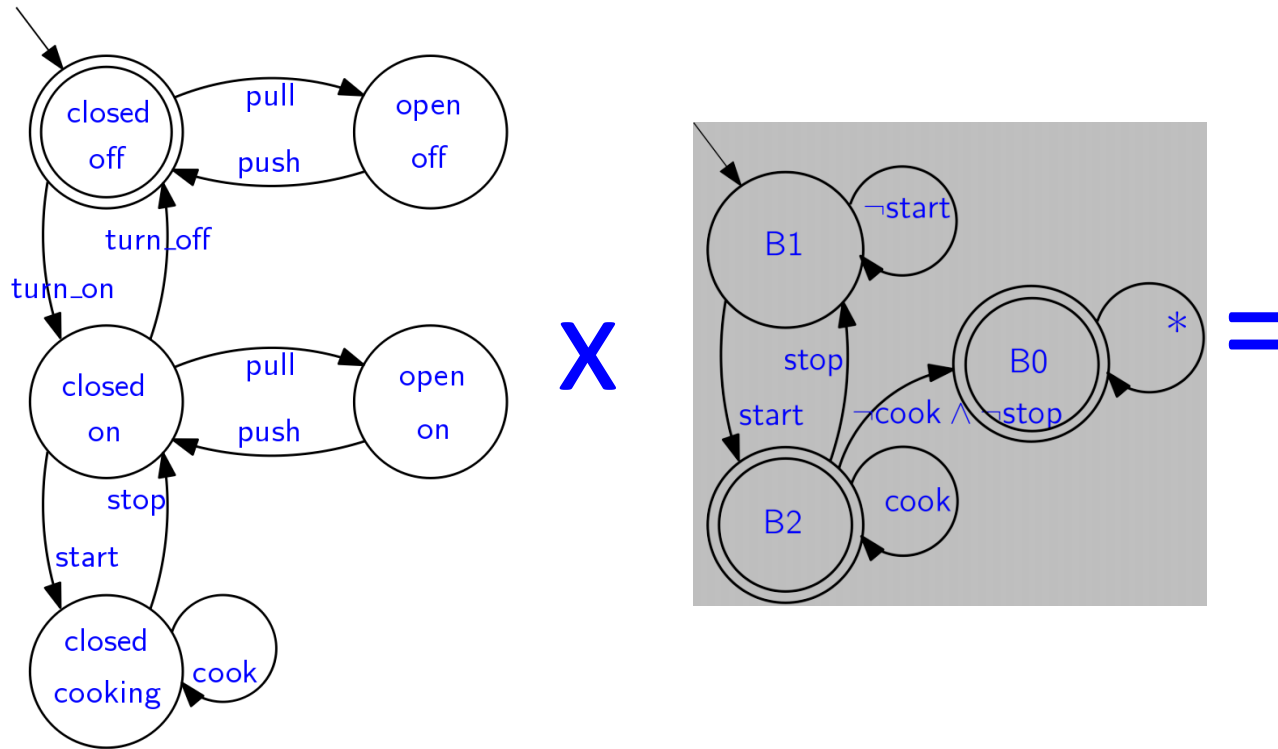 closed
off
pull
open
off
push
turn_off
turn_on
closed
on
pull
open
on
push
stop
start
closed
cooking
cook
X
B1
¬start
stop
start
¬cook ∧ ¬stop
B0
*
B2
cook
=